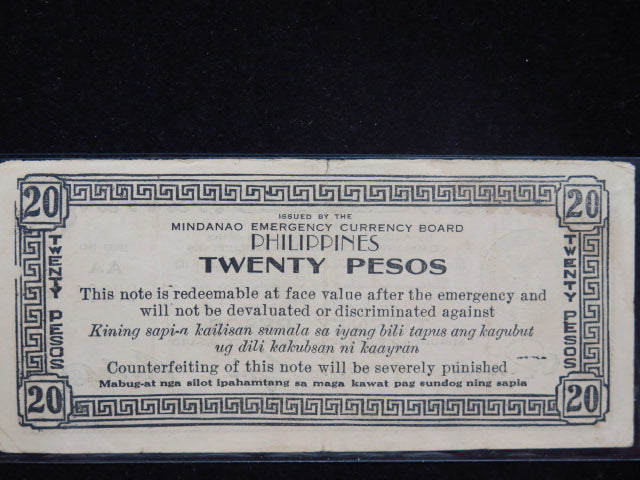 20 20
ISSUED BY THE
MINDANAO EMERGENCY CURRENCY BOARD
PHILIPPINES
TWENTY PESOS
This note is redeemable at face value after the emergency and
will not be devaluated or discriminated against
Kining sapi-a kailisan sumala sa iyang bili tapus ang kagubut
ug dili kakubsan ni kaayran
Counterfeiting of this note will be severely punished
Mabug-at nga silot ipahamtang sa maga kawat pag sundog ning sapia
TWENTY PESOS
TWENTY PESOS
20 20